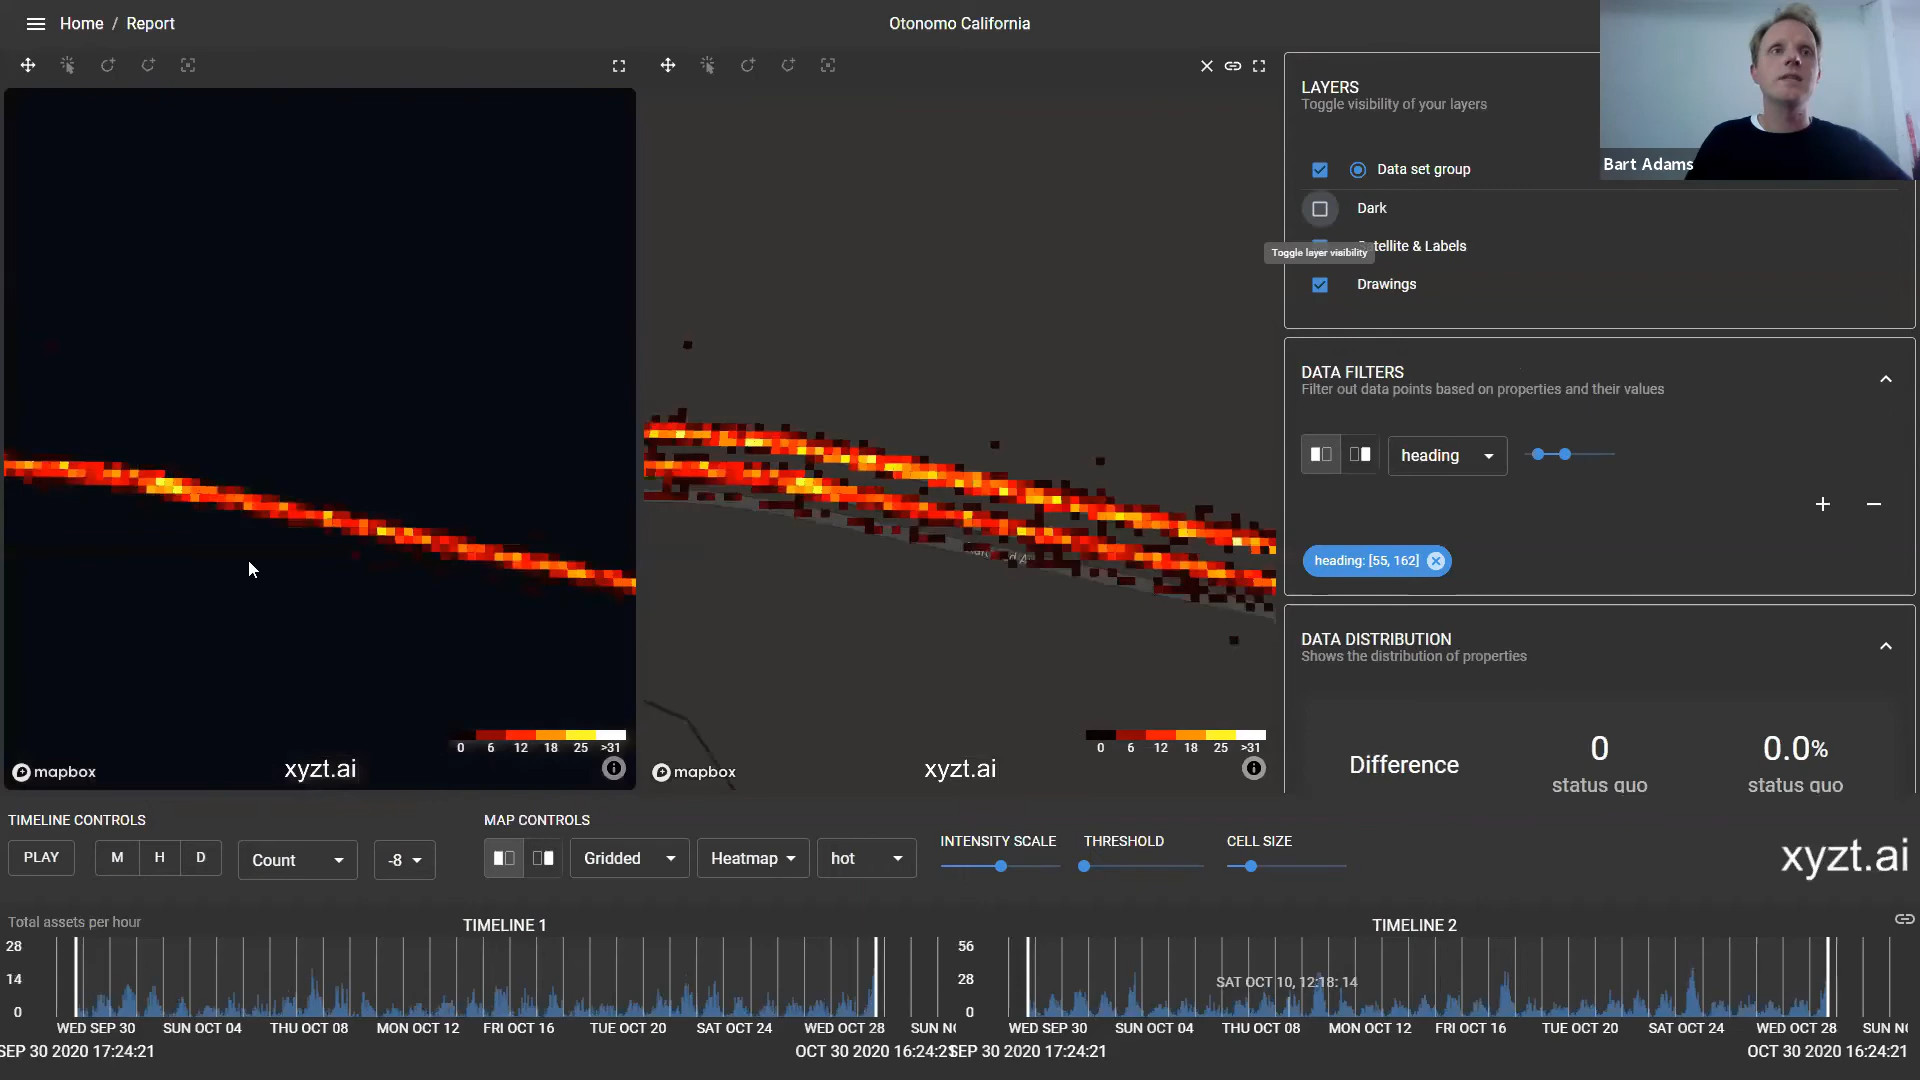 Home / Report
Otonomo California
Bart Adams
LAYERS
Toggle visibility of your layers
Data set group
Dark
Toggle layer visibility
atellite & Labels
Drawings
DATA FILTERS
Filter out data points based on properties and their values
heading
heading: [55, 162]
DATA DISTRIBUTION
Shows the distribution of properties
Difference
0
status quo
0.0%
status quo
0 6 12 18 25 >31
mapbox
xyzt.ai
0 6 12 18 25 >31
mapbox
xyzt.ai
TIMELINE CONTROLS
PLAY
M H D
Count
-8
MAP CONTROLS
Gridded
Heatmap
hot
INTENSITY SCALE
THRESHOLD
CELL SIZE
xyzt.ai
Total assets per hour
TIMELINE 1
28
14
0
WED SEP 30 SUN OCT 04 THU OCT 08 MON OCT 12 FRI OCT 16 TUE OCT 20 SAT OCT 24 WED OCT 28 SUN N
SEP 30 2020 17:24:21
OCT 30 2020 16:24:21
TIMELINE 2
56
28
0
SAT OCT 10, 12:18: 14
WED SEP 30 SUN OCT 04 THU OCT 08 MON OCT 12 FRI OCT 16 TUE OCT 20 SAT OCT 24 WED OCT 28 SUN N
SEP 30 2020 17:24:21
OCT 30 2020 16:24:21